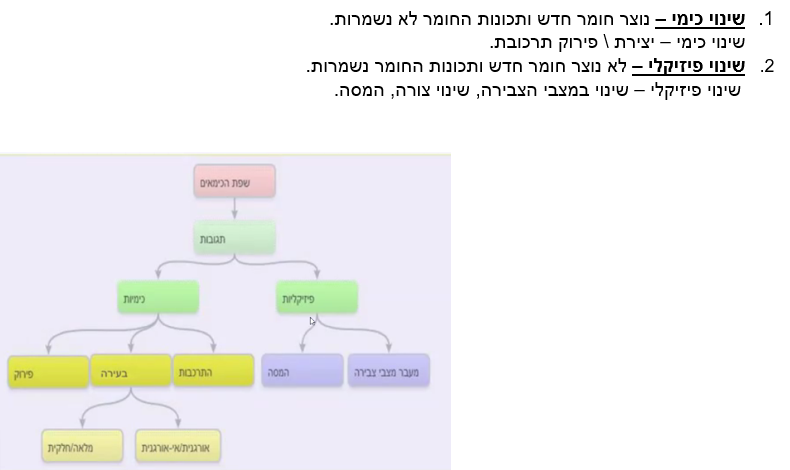 1. שינוי כימי – נוצר חומר חדש ותכונות החומר לא נשמרות.
שינוי כימי – יצירת \ פירוק תרכובת.
2. שינוי פיזיקלי – לא נוצר חומר חדש ותכונות החומר נשמרות.
שינוי פיזיקלי – שינוי במצבי הצבירה, שינוי צורה, המסה.
שפת הכימאים
תגובות
פיזיקליות
כימיות
מעבר מצבי צבירה
המסה
התרכבות
בעירה
פירוק
אורגנית/אי-אורגנית
מלאה/חלקית